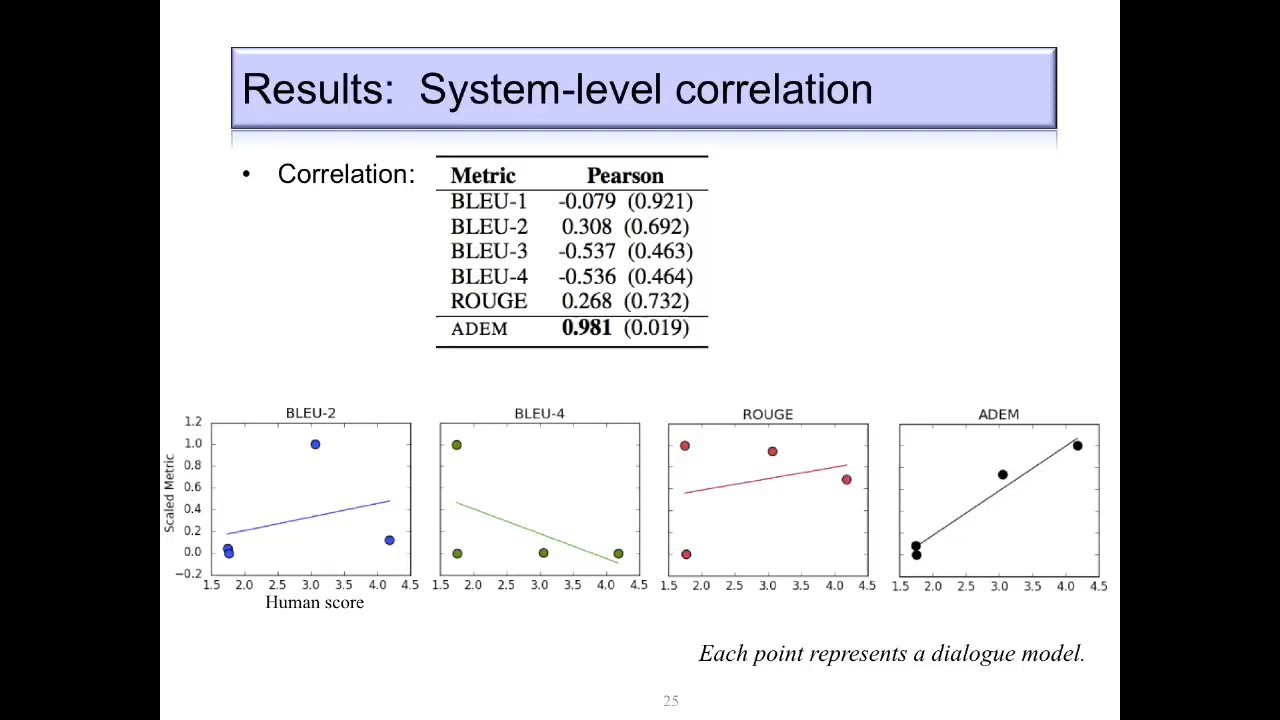 Results: System-level correlation
• Correlation:
Metric Pearson
BLEU-1 -0.079 (0.921)
BLEU-2 0.308 (0.692)
BLEU-3 -0.537 (0.463)
BLEU-4 -0.536 (0.464)
ROUGE 0.268 (0.732)
ADEM 0.981 (0.019)
BLEU-2 BLEU-4 ROUGE ADEM
1.2
1.0
0.8
0.6
0.4
0.2
0.0
−0.2
Scaled Metric
1.5 2.0 2.5 3.0 3.5 4.0 4.5 1.5 2.0 2.5 3.0 3.5 4.0 4.5 1.5 2.0 2.5 3.0 3.5 4.0 4.5 1.5 2.0 2.5 3.0 3.5 4.0 4.5
Human score
Each point represents a dialogue model.
25